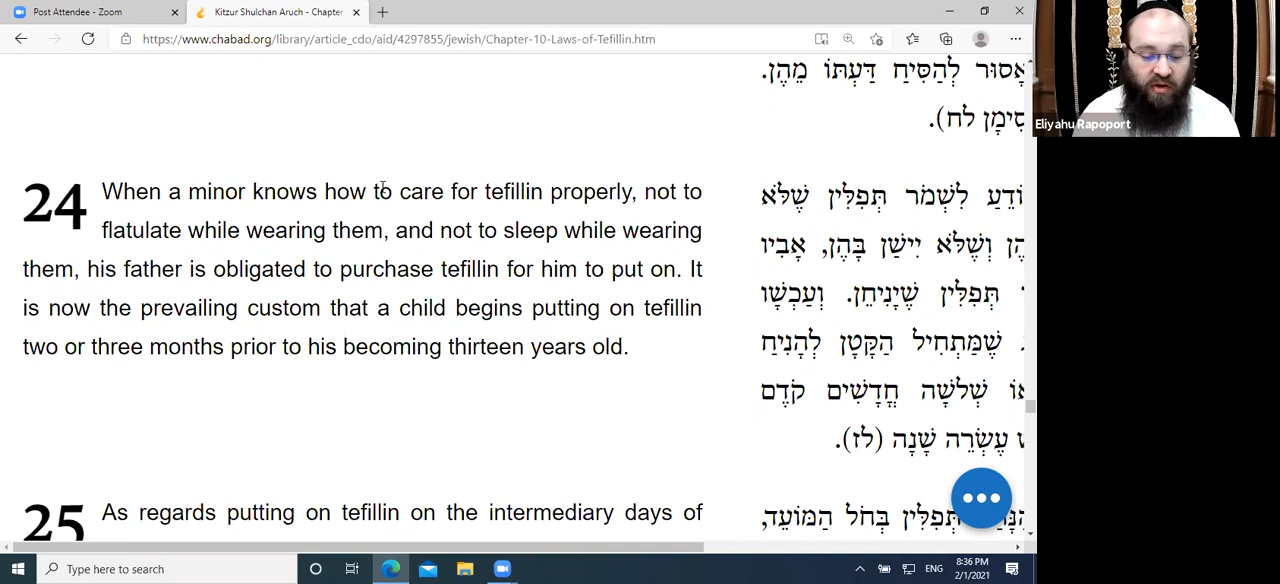 Post Attendee - Zoom
Kitzur Shulchan Aruch - Chapter
https://www.chabad.org/library/article_cdo/aid/4297855/jewish/Chapter-10-Laws-of-Tefillin.htm
Eliyahu Rapoport
24 When a minor knows how to care for tefillin properly, not to
flatulate while wearing them, and not to sleep while wearing
them, his father is obligated to purchase tefillin for him to put on. It
is now the prevailing custom that a child begins putting on tefillin
two or three months prior to his becoming thirteen years old.
25 As regards putting on tefillin on the intermediary days of
אָסוּר לְהַסִּיחַ דַּעְתּוֹ מֵהֶן.
סִימָן לח).
לִשְׁמֹר תְּפִלִּין שֶׁלֹּא
וְשֶׁלֹּא יִישַׁן בָּהֶן, אָבִיו
תְּפִלִּין שֶׁיָּנִיחֵן. וְעַכְשָׁו
שֶׁמַּתְחִיל הַקָּטָן לְהָנִיחַ
שְׁלֹשָׁה חֳדָשִׁים קֹדֶם
עֶשְׂרֵה שָׁנָה (לז).
תְּפִלִּין בְּחֹל הַמּוֹעֵד,
Type here to search
ENG
8:36 PM
2/1/2021